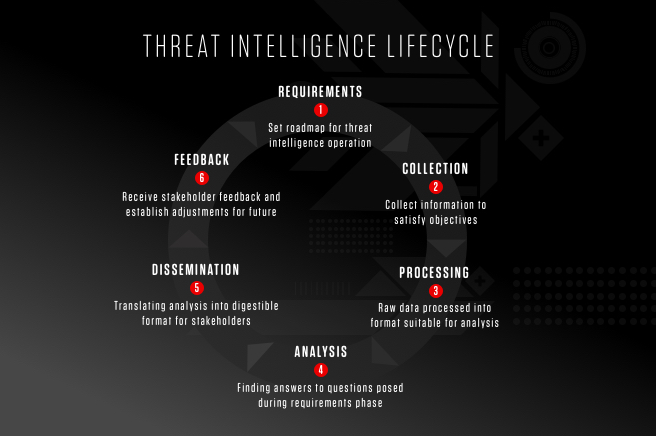 THREAT INTELLIGENCE LIFECYCLE
REQUIREMENTS
1
Set roadmap for threat
intelligence operation
COLLECTION
2
Collect information to
satisfy objectives
PROCESSING
3
Raw data processed into
format suitable for analysis
ANALYSIS
4
Finding answers to questions posed
during requirements phase
DISSEMINATION
5
Translating analysis into digestible
format for stakeholders
FEEDBACK
6
Receive stakeholder feedback and
establish adjustments for future